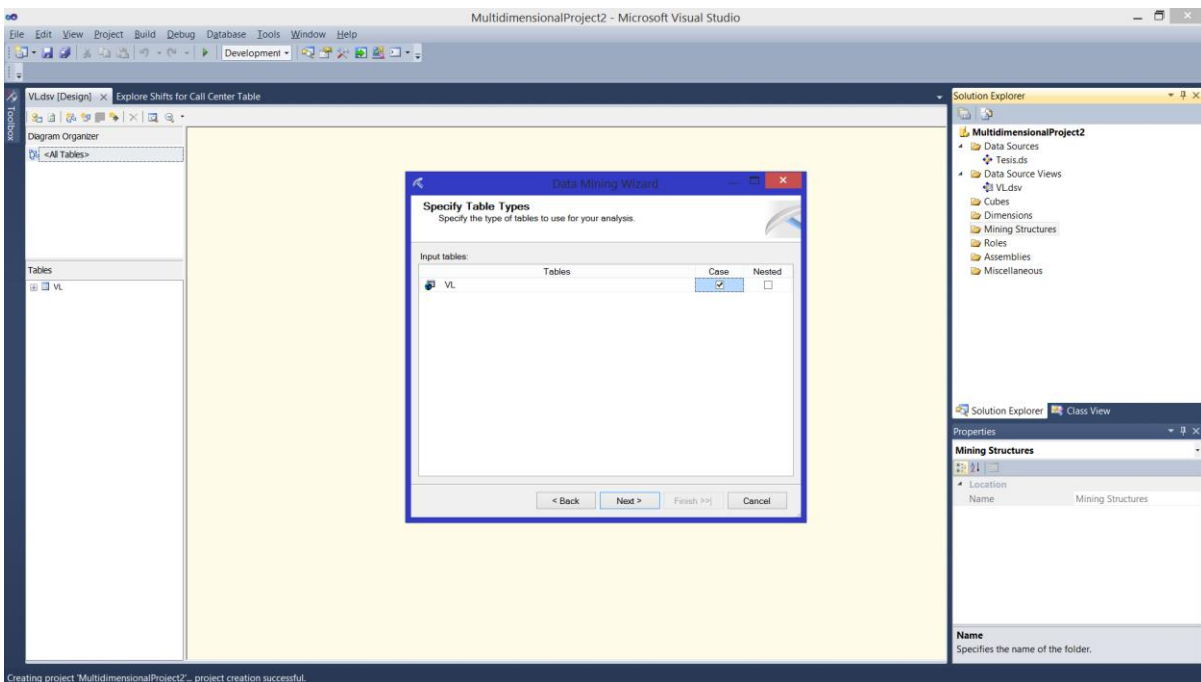 MultidimensionalProject2 - Microsoft Visual Studio
File Edit View Project Build Debug Database Tools Window Help
Development
Toolbox
VL.dsv [Design] Explore Shifts for Call Center Table
Diagram Organizer
<All Tables>
Tables
VL
Data Mining Wizard
Specify Table Types
Specify the type of tables to use for your analysis.
Input tables:
Tables Case Nested
VL
< Back Next > Finish >>| Cancel
Solution Explorer
MultidimensionalProject2
Data Sources
Tesis.ds
Data Source Views
VL.dsv
Cubes
Dimensions
Mining Structures
Roles
Assemblies
Miscellaneous
Solution Explorer Class View
Properties
Mining Structures
Location
Name Mining Structures
Name
Specifies the name of the folder.
Creating project 'MultidimensionalProject2'... project creation successful.